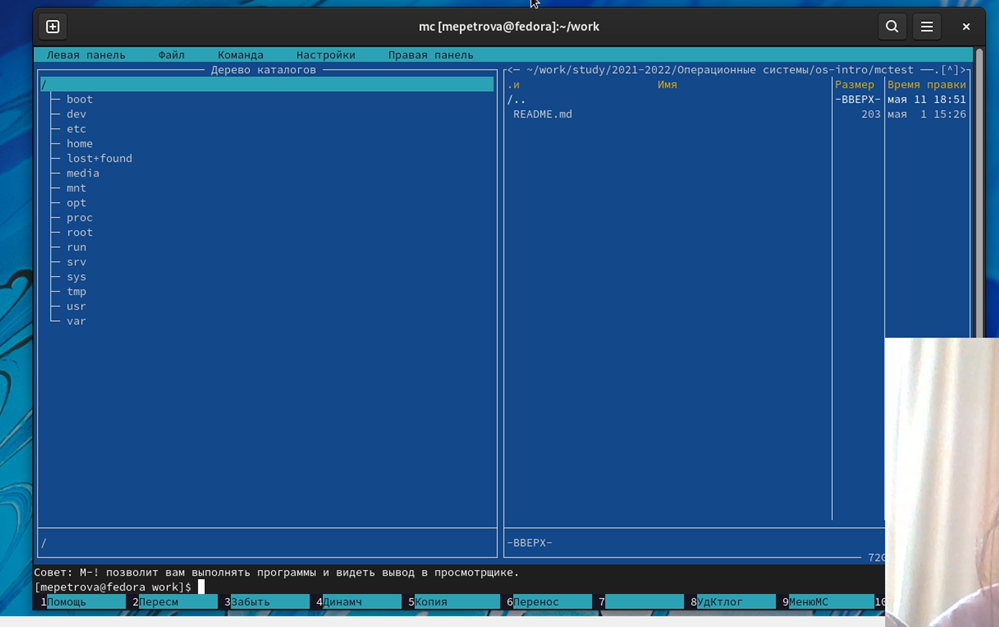 mc [mepetrova@fedora]:~/work
Левая панель Файл Команда Настройки Правая панель
Дерево каталогов
/
boot
dev
etc
home
lost+found
media
mnt
opt
proc
root
run
srv
sys
tmp
usr
var
/
<─ ~/work/study/2021-2022/Операционные системы/os-intro/mctest ──.[^]>
.и Имя Размер Время правки
/.. -ВВЕРХ- мая 11 18:51
README.md 203 мая 1 15:26
-ВВЕРХ-
Совет: M-! позволит вам выполнять программы и видеть вывод в просмотрщике.
[mepetrova@fedora work]$
1Помощь 2Пересм 3Забыть 4Динамч 5Копия 6Перенос 7 8УдКтлог 9МенюMC 10